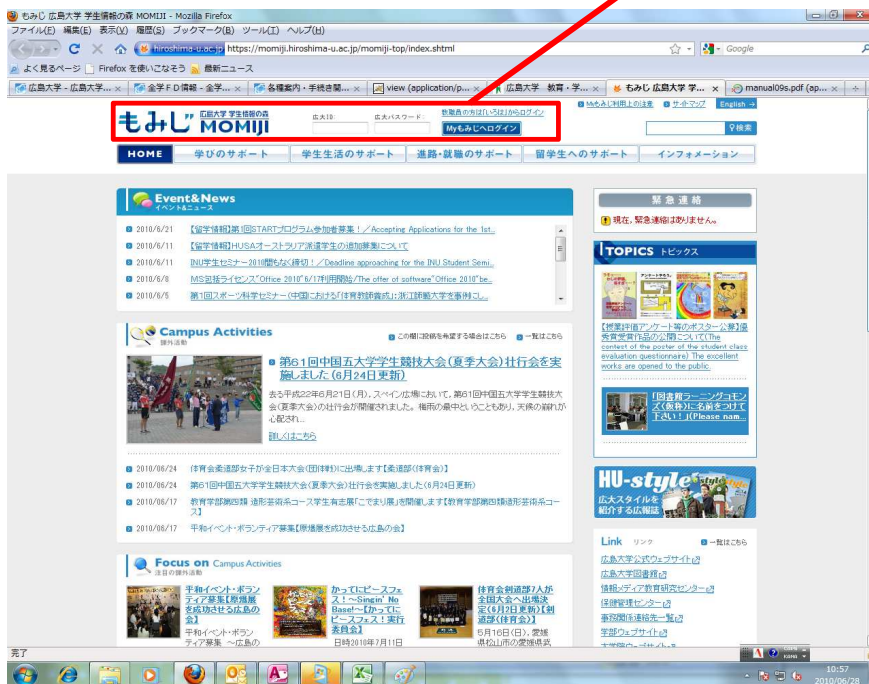 もみじ 広島大学 学生情報の森 MOMIJI - Mozilla Firefox
ファイル(F) 編集(E) 表示(V) 履歴(S) ブックマーク(B) ツール(T) ヘルプ(H)
hiroshima-u.ac.jp https://momiji.hiroshima-u.ac.jp/momiji-top/index.shtml
Google
よく見るページ Firefox を使いこなそう 最新ニュース
広島大学 - 広島大学... 全学ＦＤ情報 - 全学... 各種案内・手続き関... view (application/p... 広島大学 教育・学... もみじ 広島大学 学... manual09s.pdf (ap...
Myもみじ利用上の注意 サイトマップ English
もみじ 広島大学 学生情報の森 MOMIJI
広大ID: 広大パスワード: 教職員の方は「いろは」からログイン
Myもみじへログイン
検索
HOME 学びのサポート 学生生活のサポート 進路・就職のサポート 留学生へのサポート インフォメーション
Event&News
イベント&ニュース
2010/6/21 【留学情報】第1回STARTプログラム参加者募集！／Accepting Applications for the 1st...
2010/6/11 【留学情報】HUSAオーストラリア派遣学生の追加募集について
2010/6/11 INU学生セミナー2010間もなく締切！／Deadline approaching for the INU Student Semi...
2010/6/8 MS包括ライセンス"Office 2010"6/17利用開始/The offer of software"Office 2010"be...
2010/6/5 第1回スポーツ科学セミナー(中国における「体育教師養成」:浙江師範大学を事例にし...
Campus Activities
課外活動
この欄に投稿を希望する場合はこちら 一覧はこちら
第61回中国五大学学生競技大会(夏季大会)壮行会を実施しました(6月24日更新)
去る平成22年6月21日(月)，スペイン広場において，第61回中国五大学学生競技大
会(夏季大会)の壮行会が開催されました。梅雨の最中ということもあり，天候の崩れが
心配され...
詳しくはこちら
2010/06/24 体育会柔道部女子が全日本大会(団体戦)に出場します【柔道部(体育会)】
2010/06/24 第61回中国五大学学生競技大会(夏季大会)壮行会を実施しました(6月24日更新)
2010/06/17 教育学部第四類 造形芸術系コース学生有志展「こでまり展」を開催します【教育学部第四類造形芸術系コー
ス】
2010/06/17 平和イベント・ボランティア募集【原爆展を成功させる広島の会】
Focus on Campus Activities
注目の課外活動
平和イベント・ボラン
ティア募集【原爆展
を成功させる広島の
会】
平和イベント・ボラン
ティア募集 ～広島の
かってにピースフェ
ス！～Singin' No
Base!～【かってに
ピースフェス！実行
委員会】
日時2010年7月11日
体育会剣道部7人が
全国大会へ出場決
定(6月2日更新)【剣
道部(体育会)】
5月16日(日)、愛媛
県松山市の愛媛県武
緊急連絡
現在，緊急連絡はありません。
TOPICS トピックス
【授業評価アンケート等のポスター公募】優
秀賞受賞作品の公開について(The
contest of the poster of the student class
evaluation questionnaire) The excellent
works are opened to the public.
「図書館ラーニングコモン
ズ(仮称)に名前をつけて
下さい！」(Please nam...
HU-style
広大スタイルを
紹介する広報誌
Link リンク 一覧はこちら
広島大学公式ウェブサイト
広島大学図書館
情報メディア教育研究センター
保健管理センター
事務関係連絡先一覧
学部ウェブサイト
完了
10:57
2010/06/28